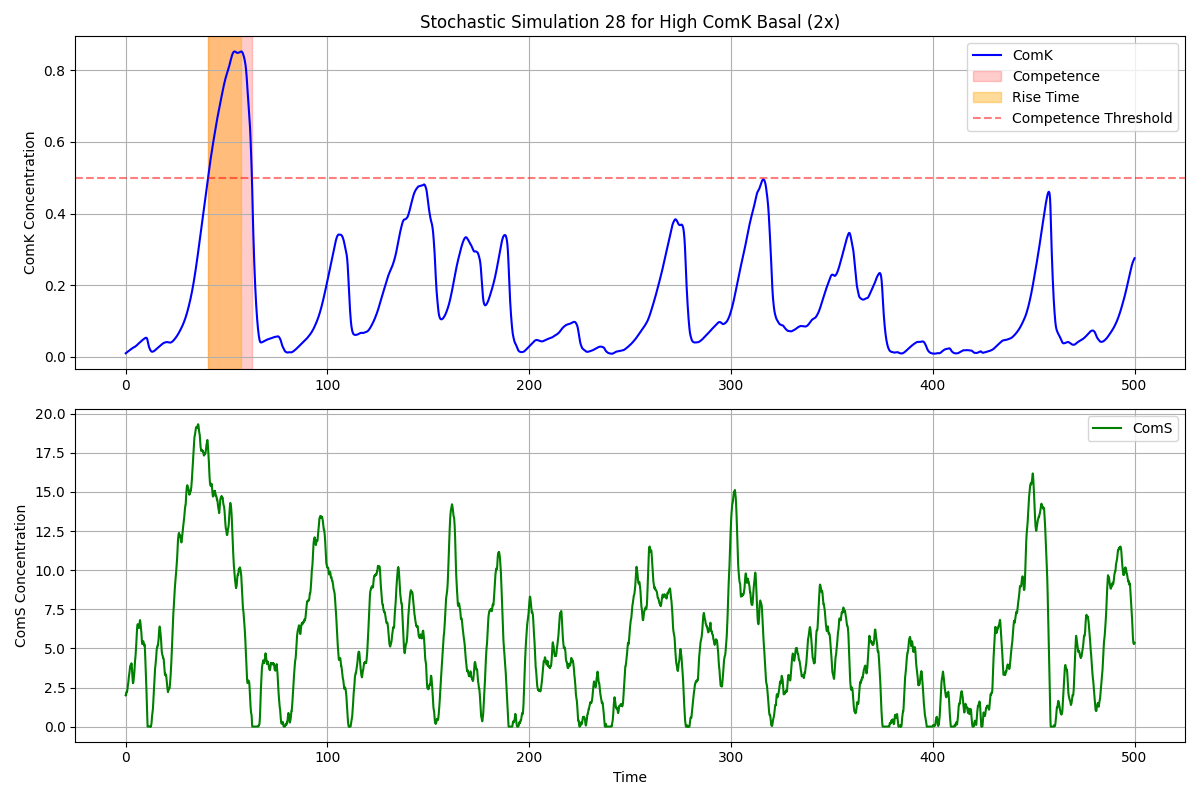 Stochastic Simulation 28 for High ComK Basal (2x)
ComK Concentration
0.8
0.6
0.4
0.2
0.0
ComK
Competence
Rise Time
Competence Threshold
0 100 200 300 400 500
ComS Concentration
20.0
17.5
15.0
12.5
10.0
7.5
5.0
2.5
0.0
ComS
0 100 200 300 400 500
Time